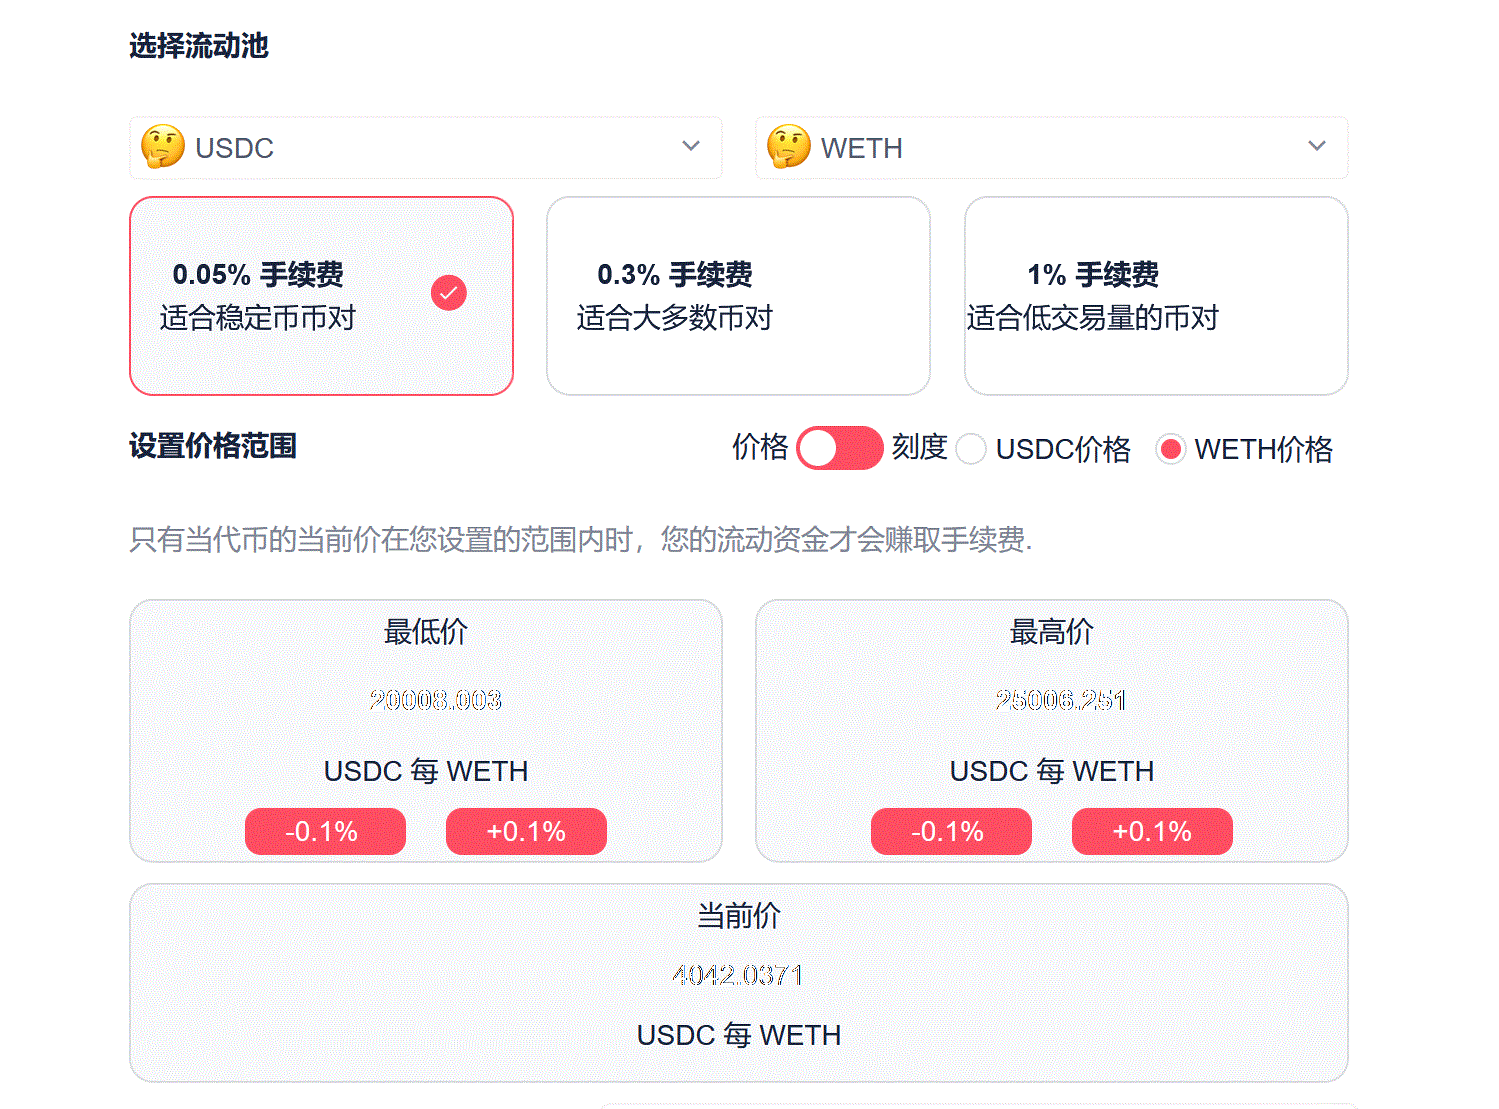 选择流动池
USDC WETH
0.05% 手续费 0.3% 手续费 1% 手续费
适合稳定币币对 适合大多数币对 适合低交易量的币对
设置价格范围 价格 刻度 USDC价格 WETH价格
只有当代币的当前价在您设置的范围内时，您的流动资金才会赚取手续费.
最低价 最高价
20008.003 25006.251
USDC 每 WETH USDC 每 WETH
-0.1% +0.1% -0.1% +0.1%
当前价
4042.0371
USDC 每 WETH